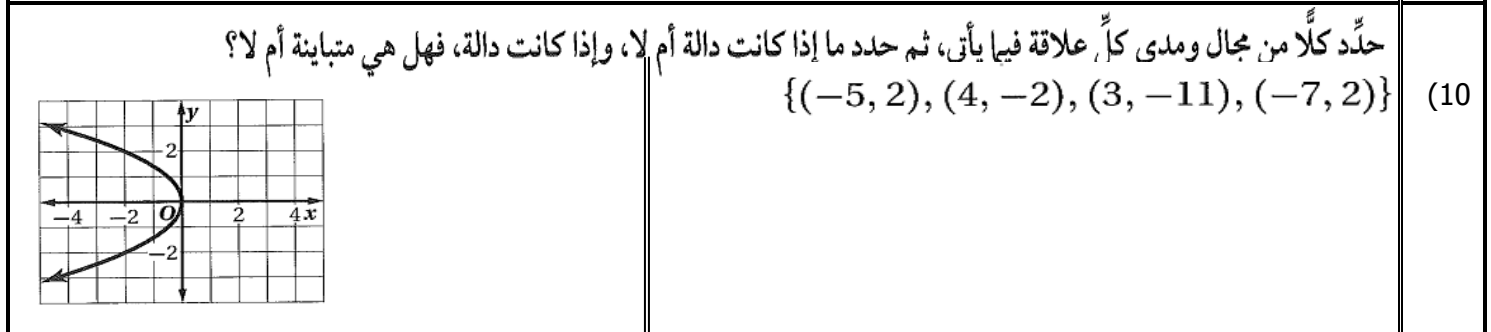 حدِّد كلًّا من مجال ومدى كلِّ علاقة فيما يأتي، ثم حدد ما إذا كانت دالة أم لا، وإذا كانت دالة، فهل هي متباينة أم لا؟
(10
{(−5, 2), (4, −2), (3, −11), (−7, 2)}
y
2
−4 −2 O 2 4 x
−2